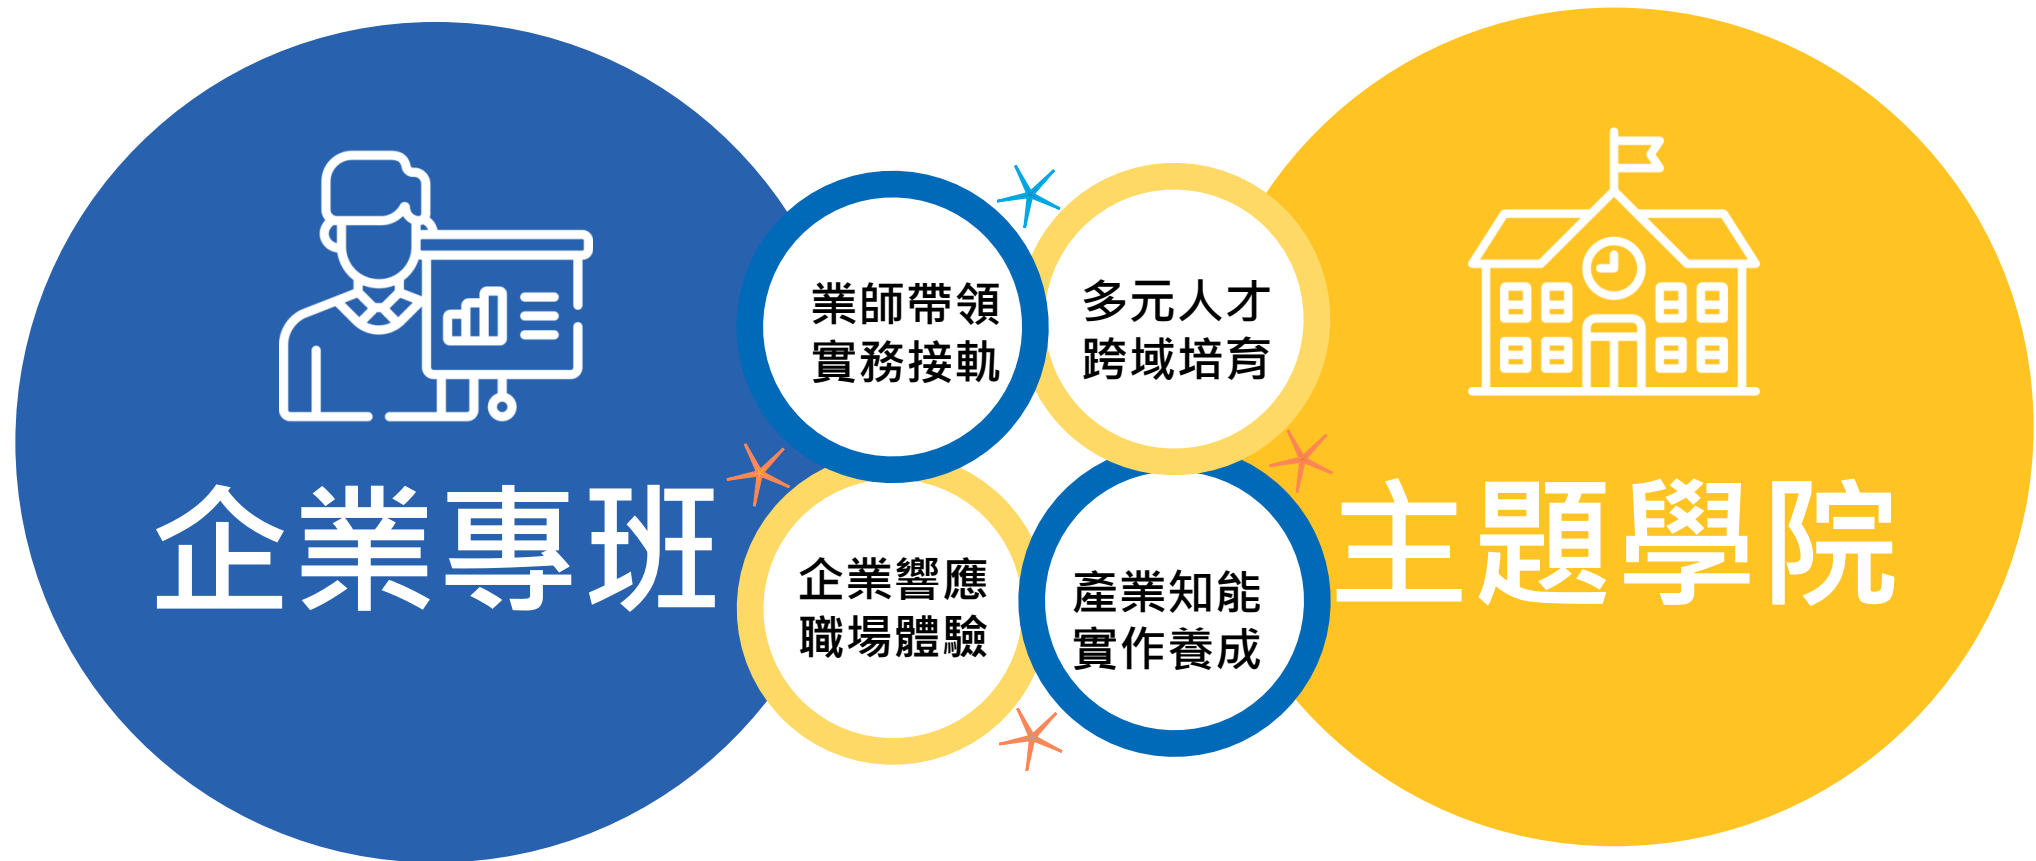 企業專班
業師帶領
實務接軌
多元人才
跨域培育
企業響應
職場體驗
產業知能
實作養成
主題學院